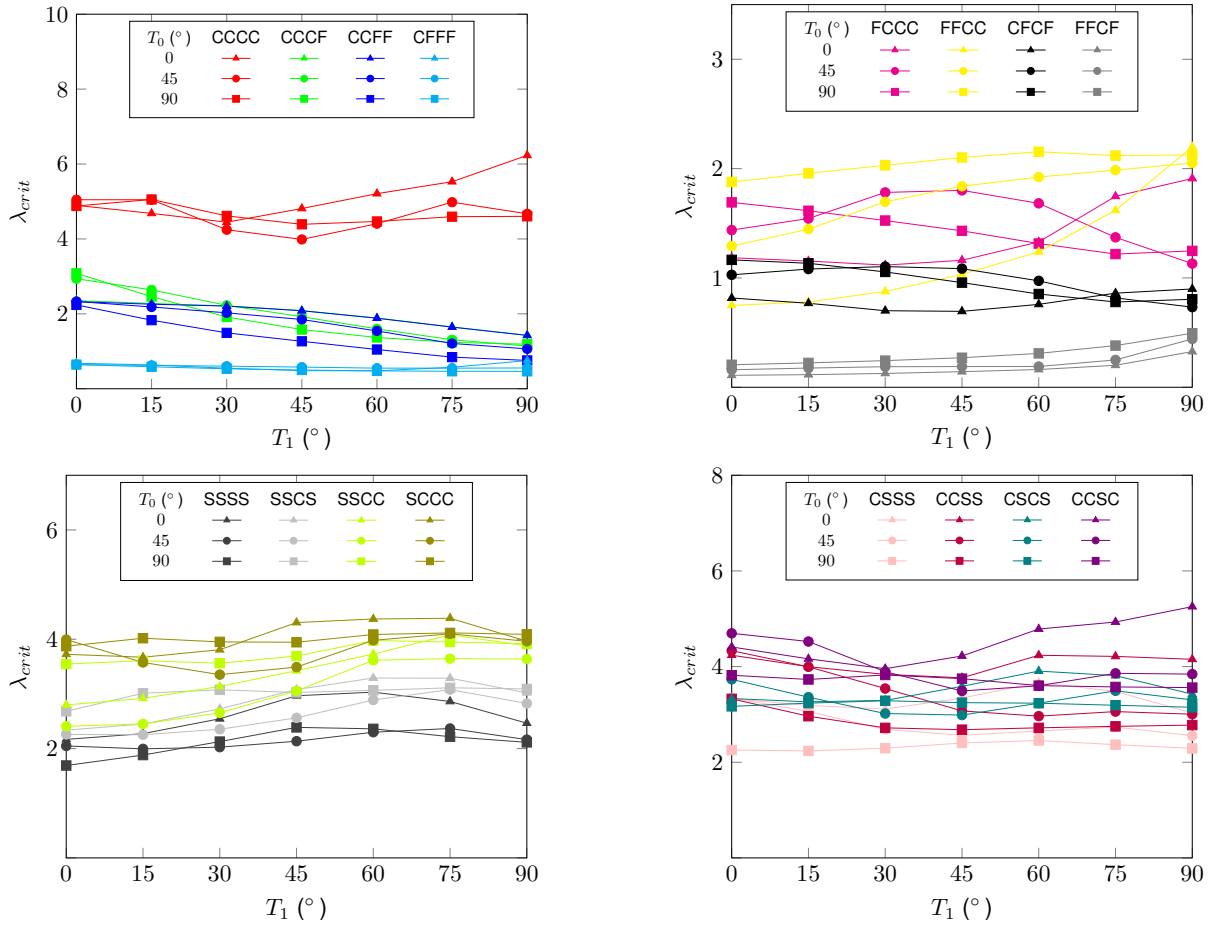 T₀ (°) CCCC CCCF CCFF CFFF
0
45
90
10
8
6
4
2
λcrit
0 15 30 45 60 75 90
T₁ (°)
T₀ (°) FCCC FFCC CFCF FFCF
0
45
90
3
2
1
λcrit
0 15 30 45 60 75 90
T₁ (°)
T₀ (°) SSSS SSCS SSCC SCCC
0
45
90
6
4
2
λcrit
0 15 30 45 60 75 90
T₁ (°)
T₀ (°) CSSS CCSS CSCS CCSC
0
45
90
8
6
4
2
λcrit
0 15 30 45 60 75 90
T₁ (°)